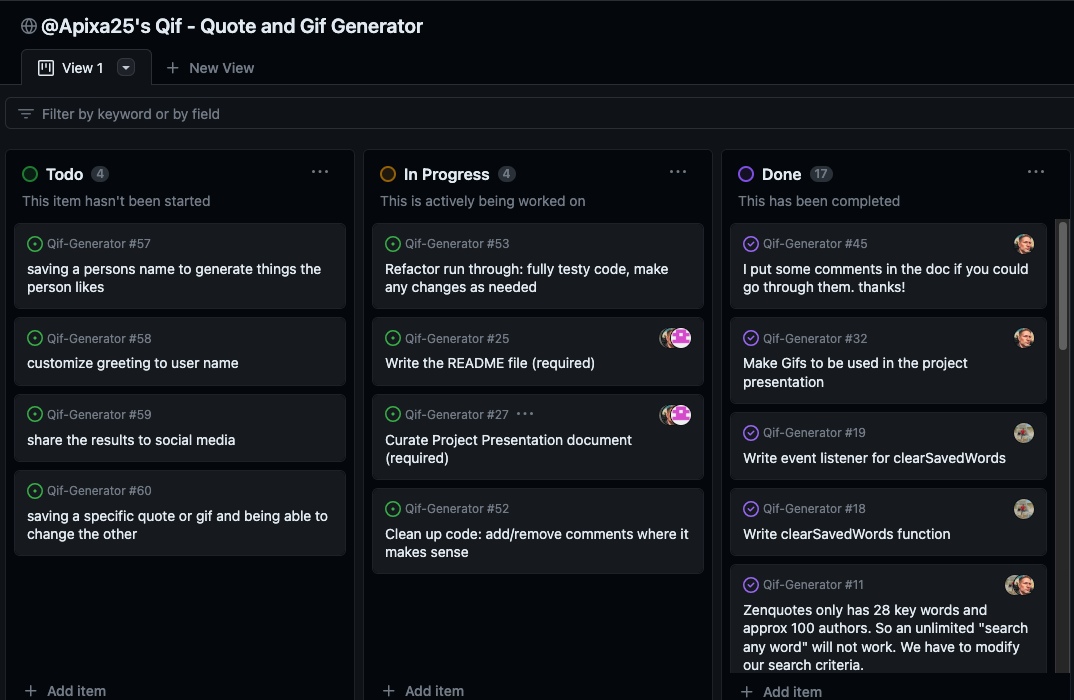 @Apixa25's Qif - Quote and Gif Generator
View 1
New View
Filter by keyword or by field
Todo 4
This item hasn't been started
Qif-Generator #57
saving a persons name to generate things the
person likes
Qif-Generator #58
customize greeting to user name
Qif-Generator #59
share the results to social media
Qif-Generator #60
saving a specific quote or gif and being able to
change the other
+ Add item
In Progress 4
This is actively being worked on
Qif-Generator #53
Refactor run through: fully testy code, make
any changes as needed
Qif-Generator #25
Write the README file (required)
Qif-Generator #27 ···
Curate Project Presentation document
(required)
Qif-Generator #52
Clean up code: add/remove comments where it
makes sense
+ Add item
Done 17
This has been completed
Qif-Generator #45
I put some comments in the doc if you could
go through them. thanks!
Qif-Generator #32
Make Gifs to be used in the project
presentation
Qif-Generator #19
Write event listener for clearSavedWords
Qif-Generator #18
Write clearSavedWords function
Qif-Generator #11
Zenquotes only has 28 key words and
approx 100 authors. So an unlimited "search
any word" will not work. We have to modify
our search criteria.
+ Add item